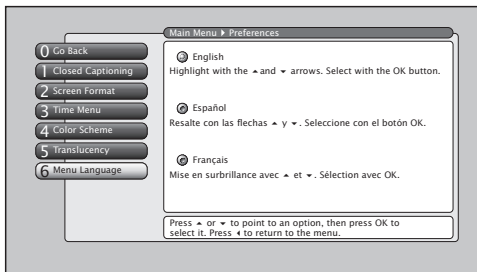 Main Menu ▸ Preferences
0 Go Back
1 Closed Captioning
2 Screen Format
3 Time Menu
4 Color Scheme
5 Translucency
6 Menu Language
English
Highlight with the ▲ and ▼ arrows. Select with the OK button.
Español
Resalte con las flechas ▲ y ▼. Seleccione con el botón OK.
Français
Mise en surbrillance avec ▲ et ▼. Sélection avec OK.
Press ▲ or ▼ to point to an option, then press OK to
select it. Press ◂ to return to the menu.